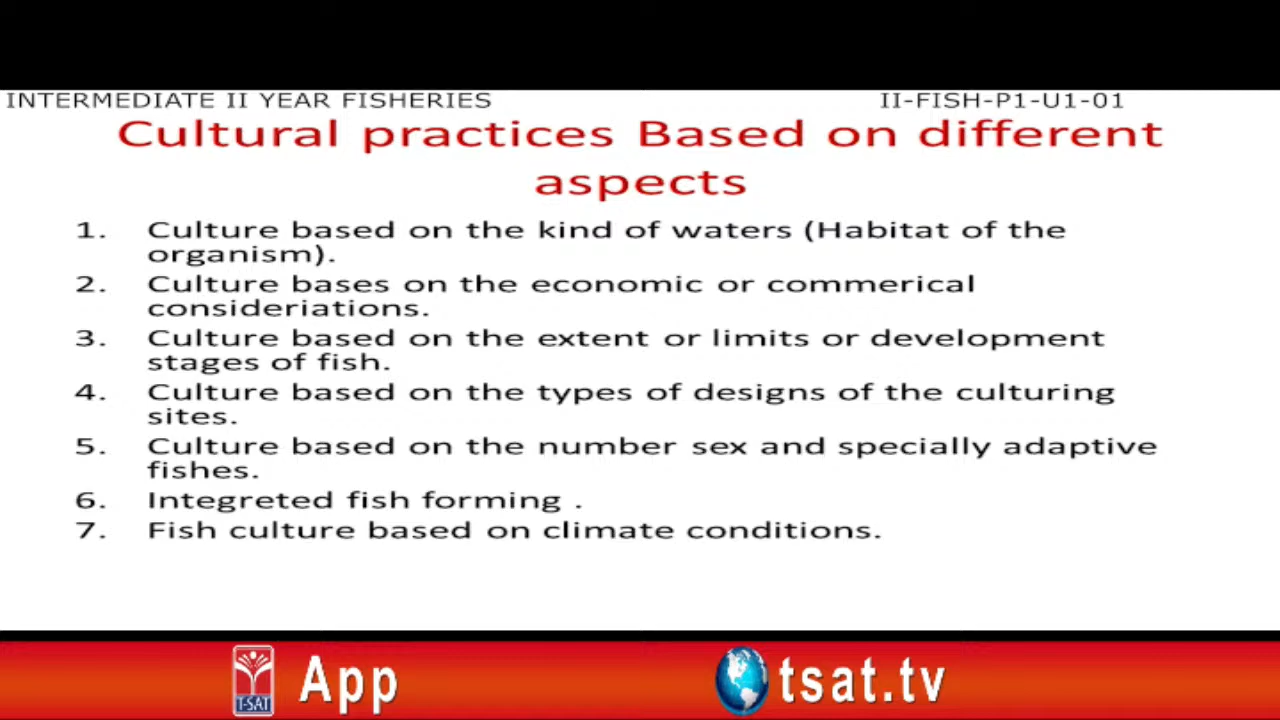 INTERMEDIATE II YEAR FISHERIES II-FISH-P1-U1-01
Cultural practices Based on different
aspects
1. Culture based on the kind of waters (Habitat of the
organism).
2. Culture bases on the economic or commerical
consideriations.
3. Culture based on the extent or limits or development
stages of fish.
4. Culture based on the types of designs of the culturing
sites.
5. Culture based on the number sex and specially adaptive
fishes.
6. Integreted fish forming .
7. Fish culture based on climate conditions.
T-SAT App tsat.tv